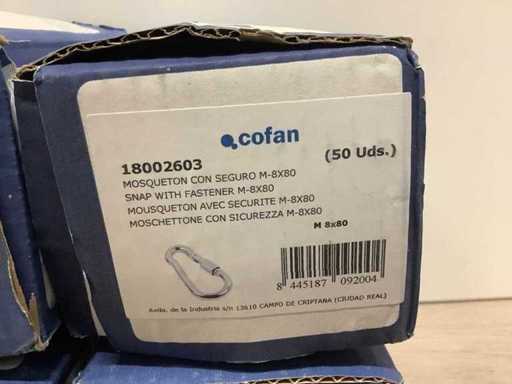 cofan
18002603
(50 Uds.)
MOSQUETON CON SEGURO M-8X80
SNAP WITH FASTENER M-8X80
MOUSQUETON AVEC SECURITE M-8X80
MOSCHETTONE CON SICUREZZA M-8X80
M 8x80
8 445187 092004
Avda. de la Industria s/n 13610 CAMPO DE CRIPTANA (CIUDAD REAL)